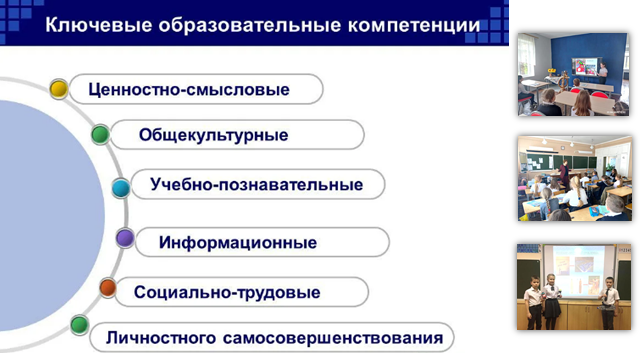 Ключевые образовательные компетенции
Ценностно-смысловые
Общекультурные
Учебно-познавательные
Информационные
Социально-трудовые
Личностного самосовершенствования